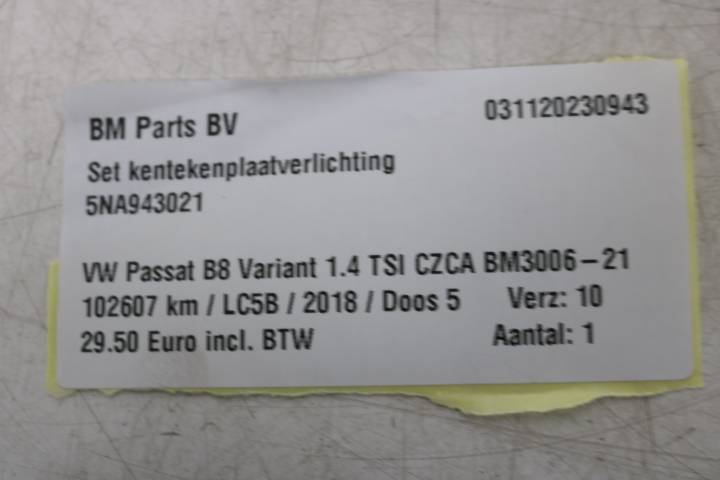 BM Parts BV 031120230943
Set kentekenplaatverlichting
5NA943021
VW Passat B8 Variant 1.4 TSI CZCA BM3006-21
102607 km / LC5B / 2018 / Doos 5 Verz: 10
29.50 Euro incl. BTW Aantal: 1